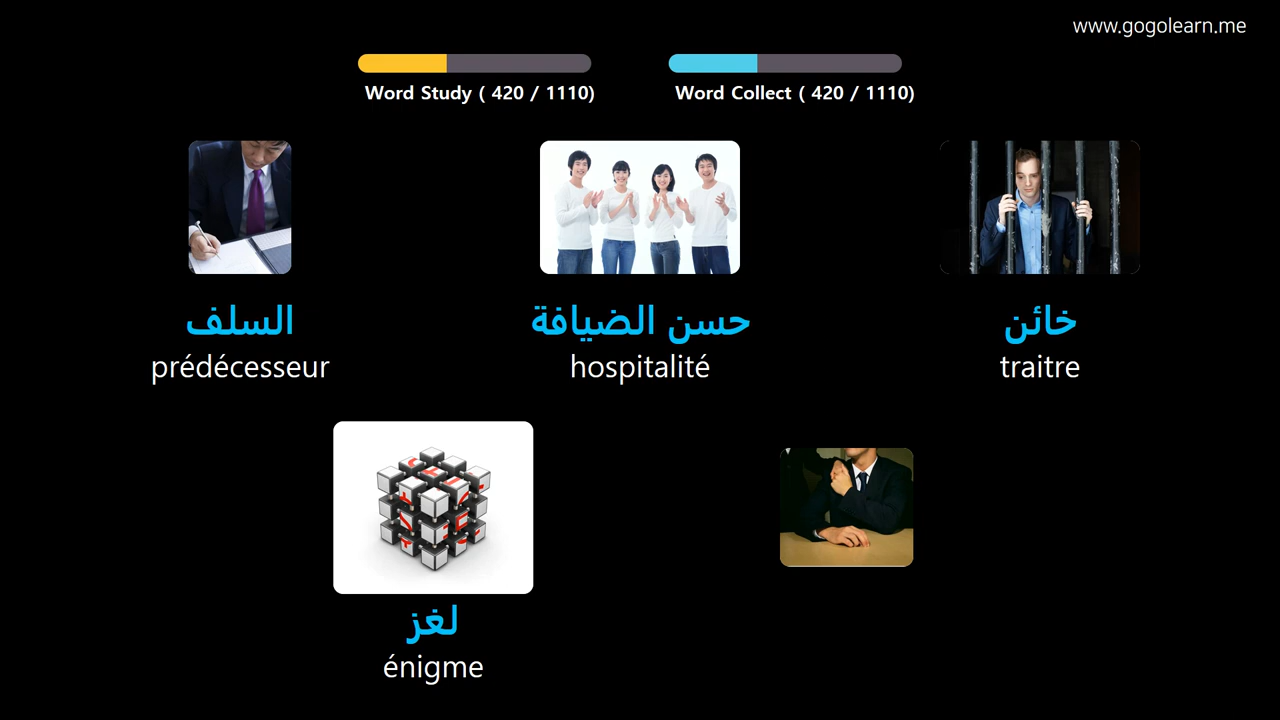 www.gogolearn.me
Word Study ( 420 / 1110)
Word Collect ( 420 / 1110)
السلف
prédécesseur
حسن الضيافة
hospitalité
خائن
traitre
لغز
énigme